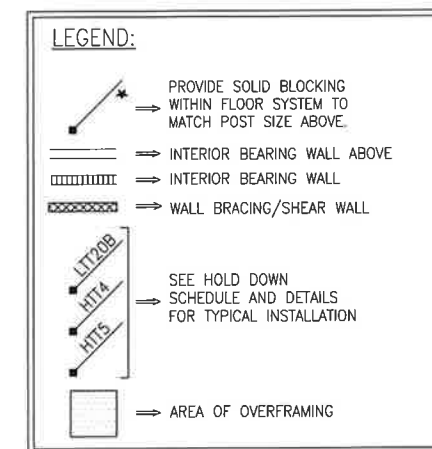 LEGEND:
PROVIDE SOLID BLOCKING
WITHIN FLOOR SYSTEM TO
MATCH POST SIZE ABOVE.
INTERIOR BEARING WALL ABOVE
INTERIOR BEARING WALL
WALL BRACING/SHEAR WALL
LTT20B
HTT4
HTT5
SEE HOLD DOWN
SCHEDULE AND DETAILS
FOR TYPICAL INSTALLATION
AREA OF OVERFRAMING